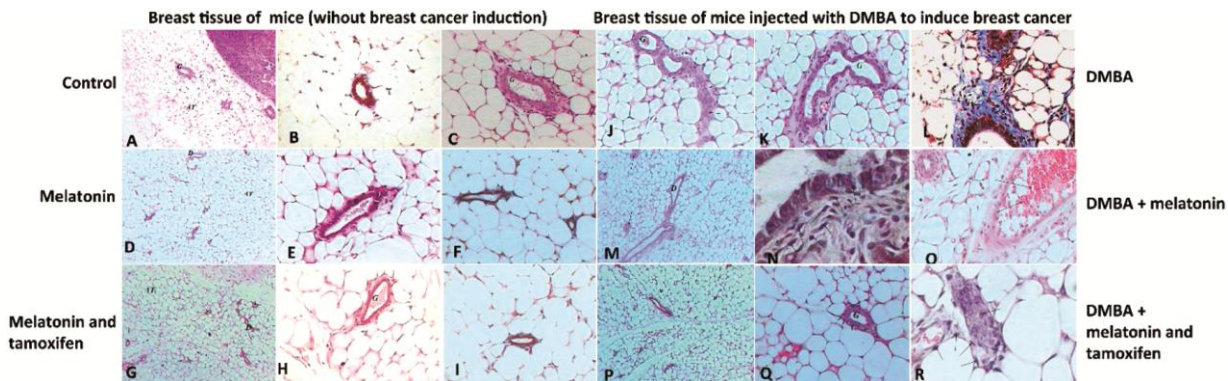 Breast tissue of mice (wihout breast cancer induction)
Breast tissue of mice injected with DMBA to induce breast cancer
Control
A
B
C
J
K
L
DMBA
Melatonin
D
E
F
M
N
O
DMBA + melatonin
Melatonin and
tamoxifen
G
H
I
P
Q
R
DMBA +
melatonin and
tamoxifen